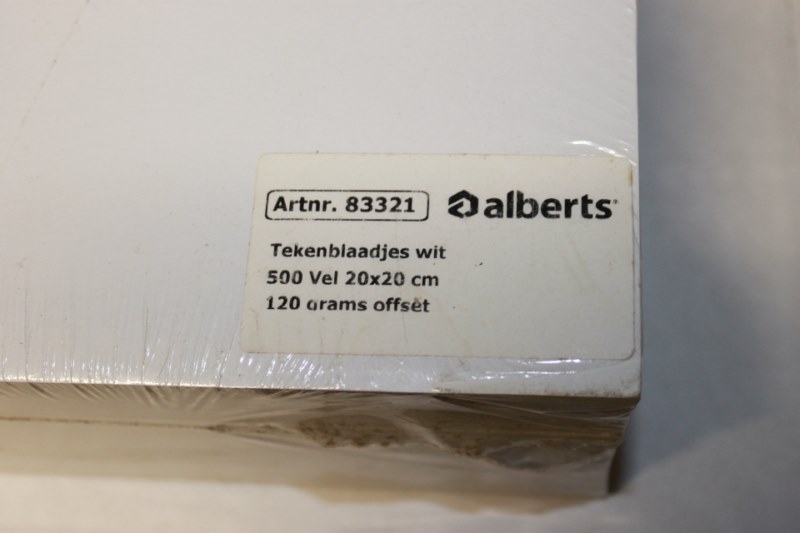 Artnr. 83321 alberts
Tekenblaadjes wit
500 Vel 20x20 cm
120 grams offset